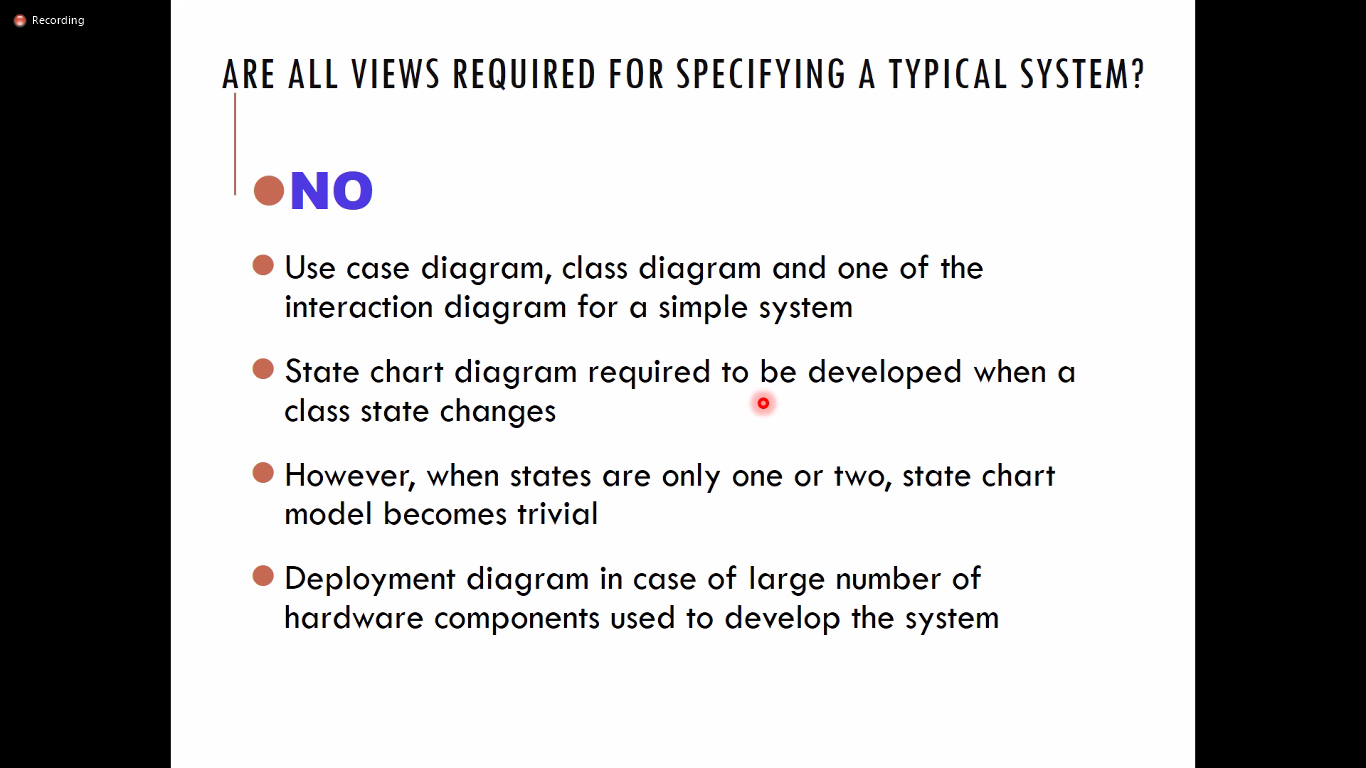 Recording
ARE ALL VIEWS REQUIRED FOR SPECIFYING A TYPICAL SYSTEM?
NO
Use case diagram, class diagram and one of the
interaction diagram for a simple system
State chart diagram required to be developed when a
class state changes
However, when states are only one or two, state chart
model becomes trivial
Deployment diagram in case of large number of
hardware components used to develop the system